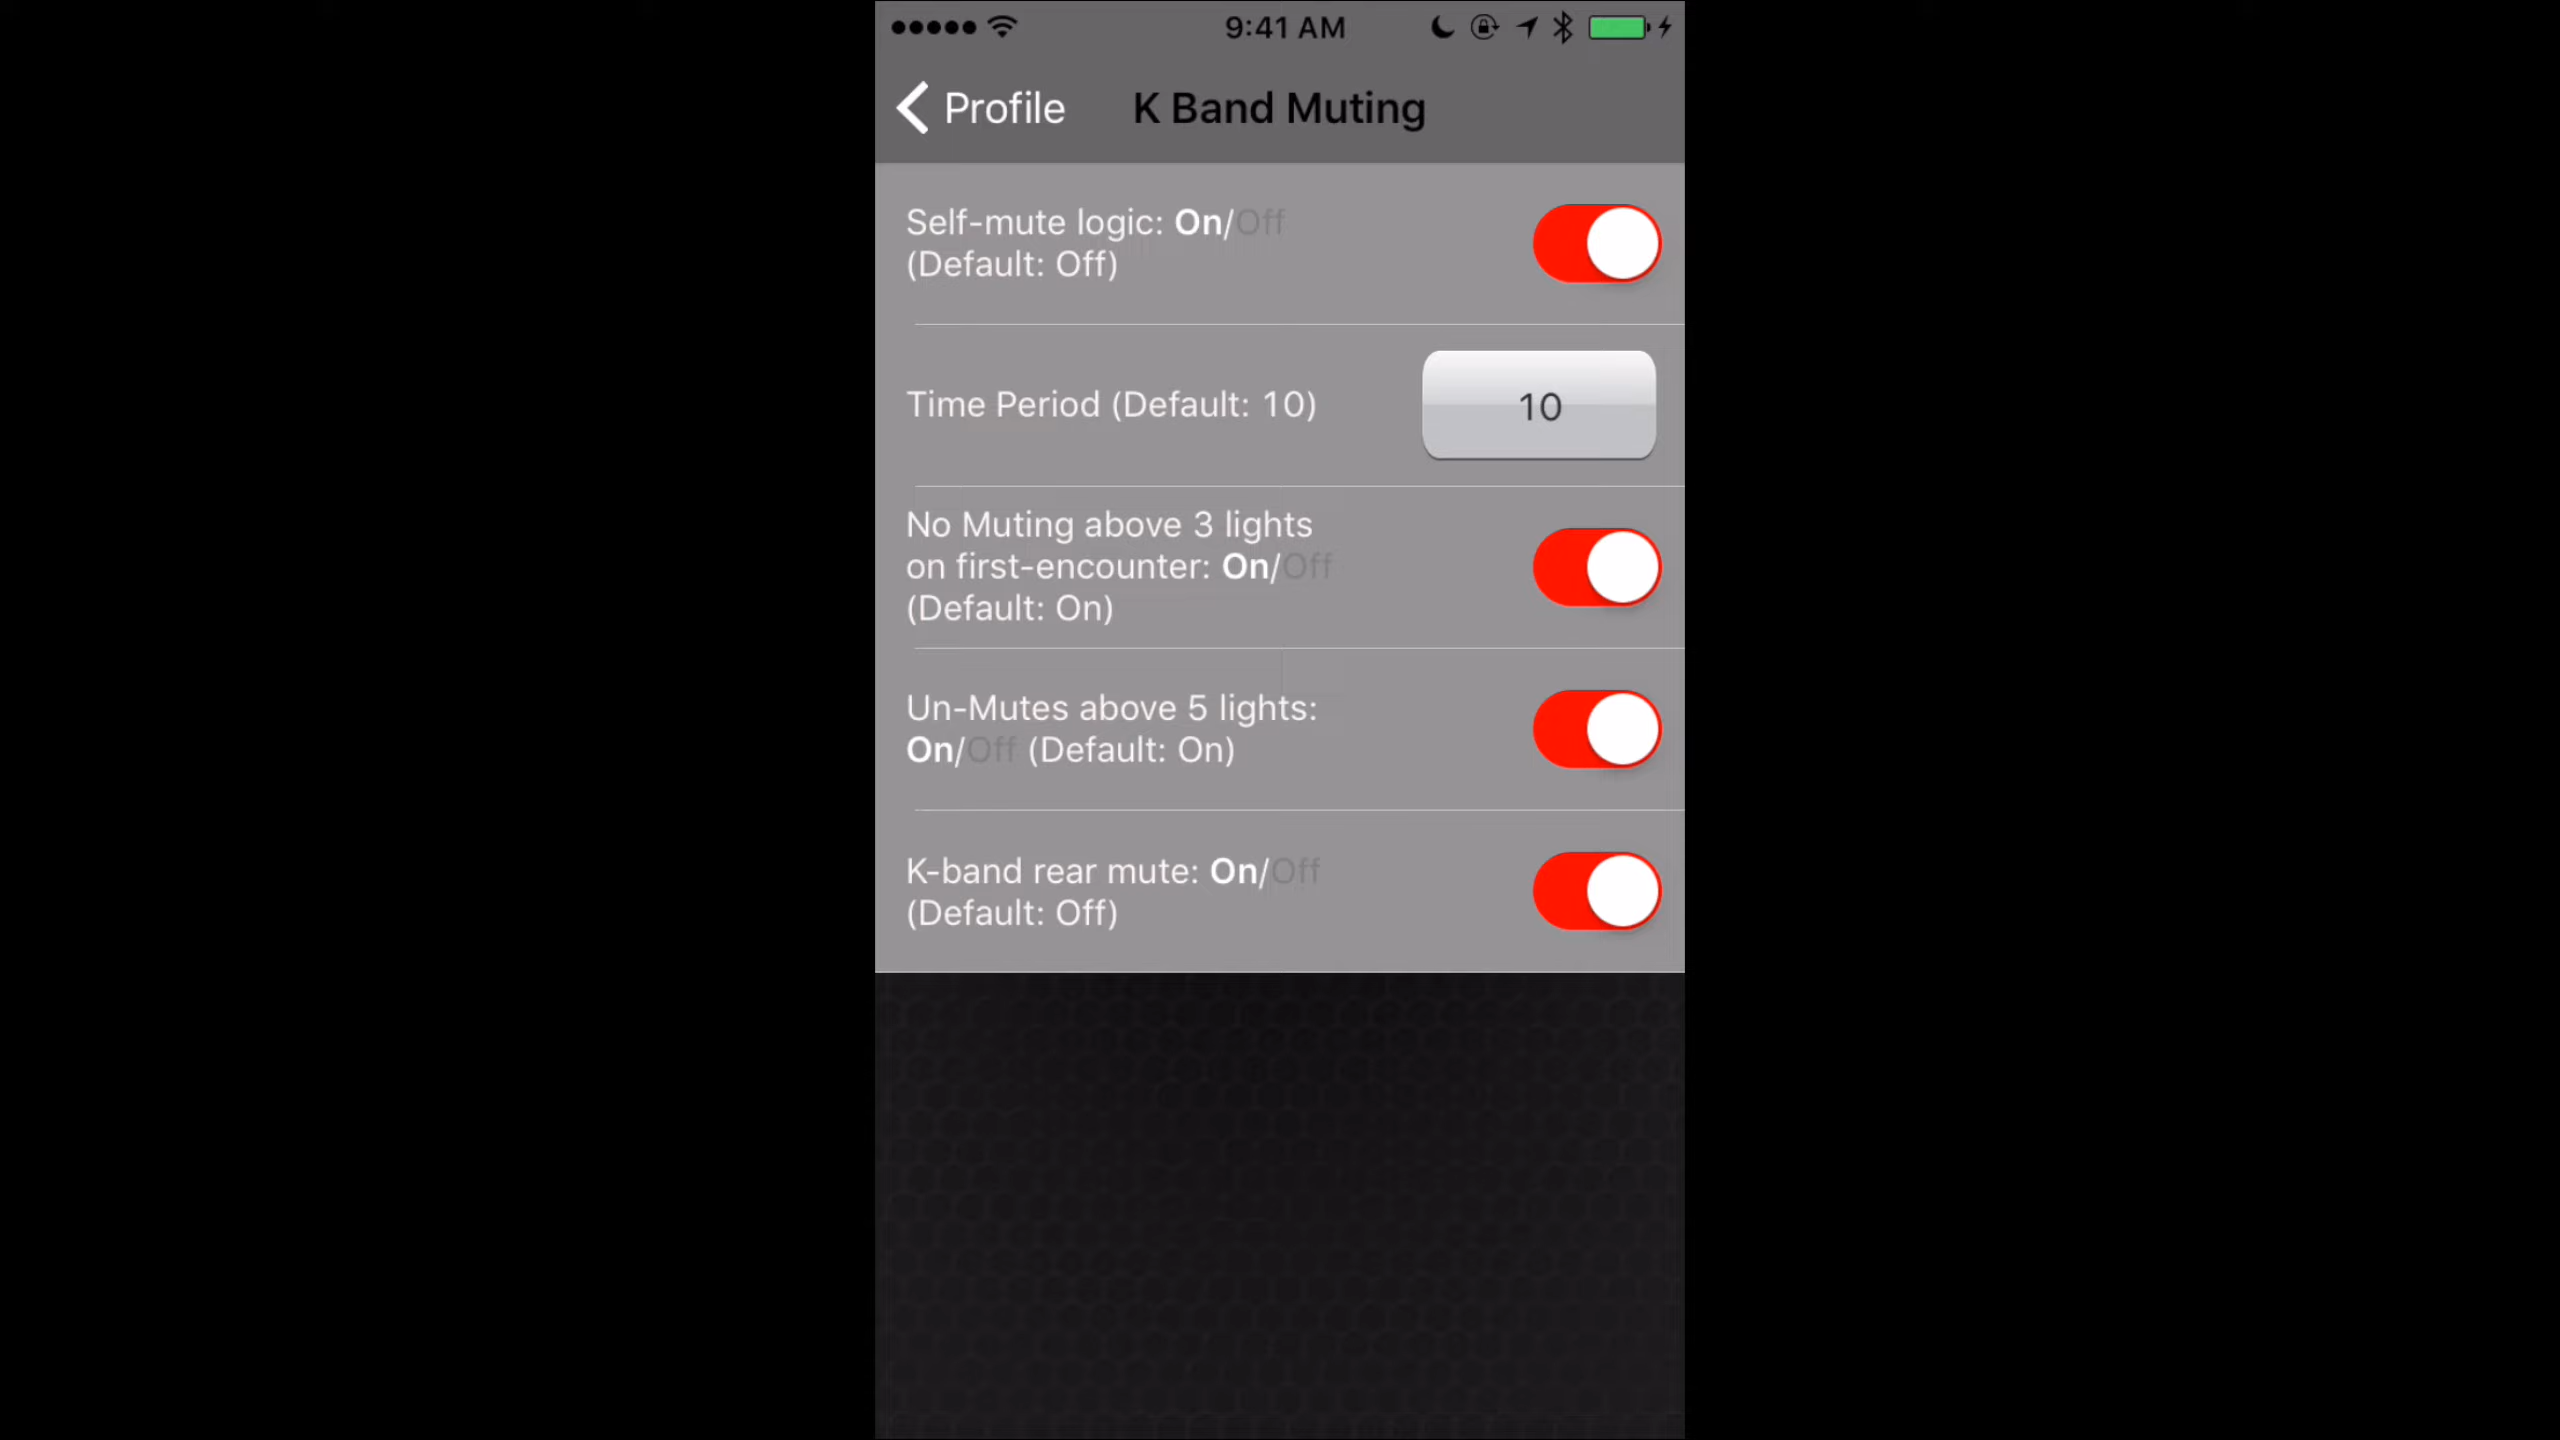 9:41 AM
Profile
K Band Muting
Self-mute logic: On/Off
(Default: Off)
Time Period (Default: 10)
10
No Muting above 3 lights
on first-encounter: On/Off
(Default: On)
Un-Mutes above 5 lights:
On/Off (Default: On)
K-band rear mute: On/Off
(Default: Off)